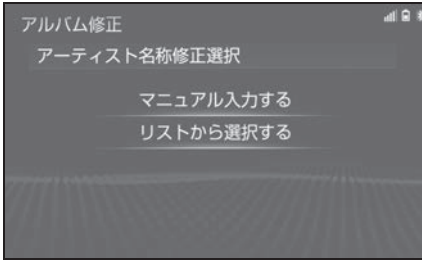 アルバム修正
アーティスト名称修正選択
マニュアル入力する
リストから選択する